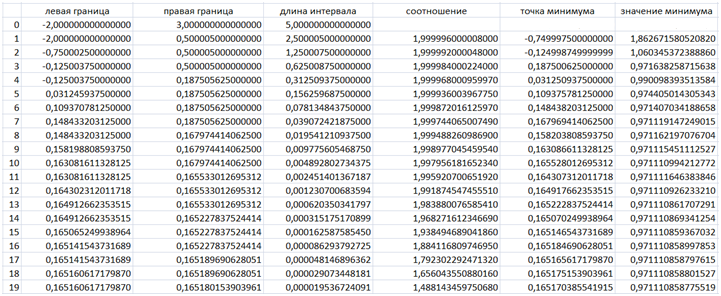 левая граница правая граница длина интервала соотношение точка минимума значение минимума
0 -2,000000000000000 3,000000000000000 5,000000000000000
1 -2,000000000000000 0,500005000000000 2,500005000000000 1,999996000008000 -0,749997500000000 1,862671580520820
2 -0,750002500000000 0,500005000000000 1,250007500000000 1,999992000048000 -0,124998749999999 1,060345372388860
3 -0,125003750000000 0,500005000000000 0,625008750000000 1,999984000224000 0,187500625000000 0,971638258715638
4 -0,125003750000000 0,187505625000000 0,312509375000000 1,999968000959970 0,031250937500000 0,990098393513584
5 0,031245937500000 0,187505625000000 0,156259687500000 1,999936003967750 0,109375781250000 0,974405014305343
6 0,109370781250000 0,187505625000000 0,078134843750000 1,999872016125970 0,148438203125000 0,971407034188658
7 0,148433203125000 0,187505625000000 0,039072421875000 1,999744065007490 0,167969414062500 0,971119147249015
8 0,148433203125000 0,167974414062500 0,019541210937500 1,999488260986900 0,158203808593750 0,971162197076704
9 0,158198808593750 0,167974414062500 0,009775605468750 1,998977045459540 0,163086611328125 0,971115451112527
10 0,163081611328125 0,167974414062500 0,004892802734375 1,997956181652340 0,165528012695312 0,971110994212772
11 0,163081611328125 0,165533012695312 0,002451401367187 1,995920700651920 0,164307312011718 0,971111646383846
12 0,164302312011718 0,165533012695312 0,001230700683594 1,991874547455510 0,164917662353515 0,971110926233210
13 0,164912662353515 0,165533012695312 0,000620350341797 1,983880076585410 0,165222837524414 0,971110861707291
14 0,164912662353515 0,165227837524414 0,000315175170899 1,968271612346690 0,165070249938964 0,971110869341254
15 0,165065249938964 0,165227837524414 0,000162587585450 1,938494689041860 0,165146543731689 0,971110859367032
16 0,165141543731689 0,165227837524414 0,000086293792725 1,884116809746950 0,165184690628051 0,971110858997853
17 0,165141543731689 0,165189690628051 0,000048146896362 1,792302292471320 0,165165617179870 0,971110858797615
18 0,165160617179870 0,165189690628051 0,000029073448181 1,656043550880160 0,165175153903961 0,971110858801527
19 0,165160617179870 0,165180153903961 0,000019536724091 1,488143459750680 0,165170385541915 0,971110858775519